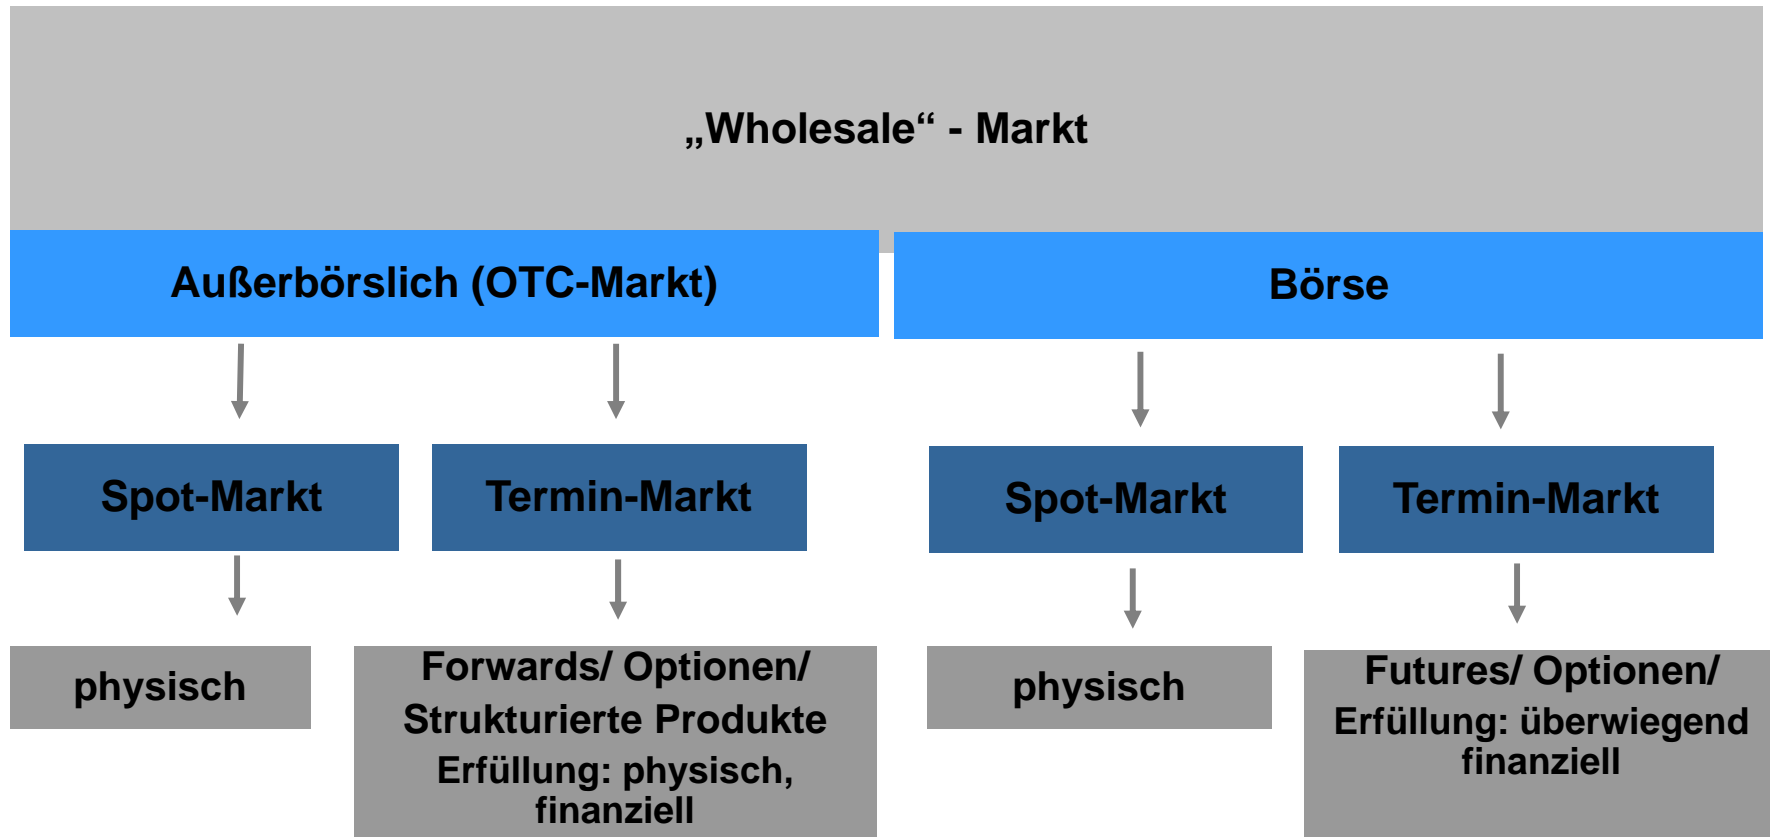 „Wholesale“ - Markt
Außerbörslich (OTC-Markt)
Börse
Spot-Markt
Termin-Markt
Spot-Markt
Termin-Markt
physisch
Forwards/ Optionen/
Strukturierte Produkte
Erfüllung: physisch,
finanziell
physisch
Futures/ Optionen/
Erfüllung: überwiegend
finanziell